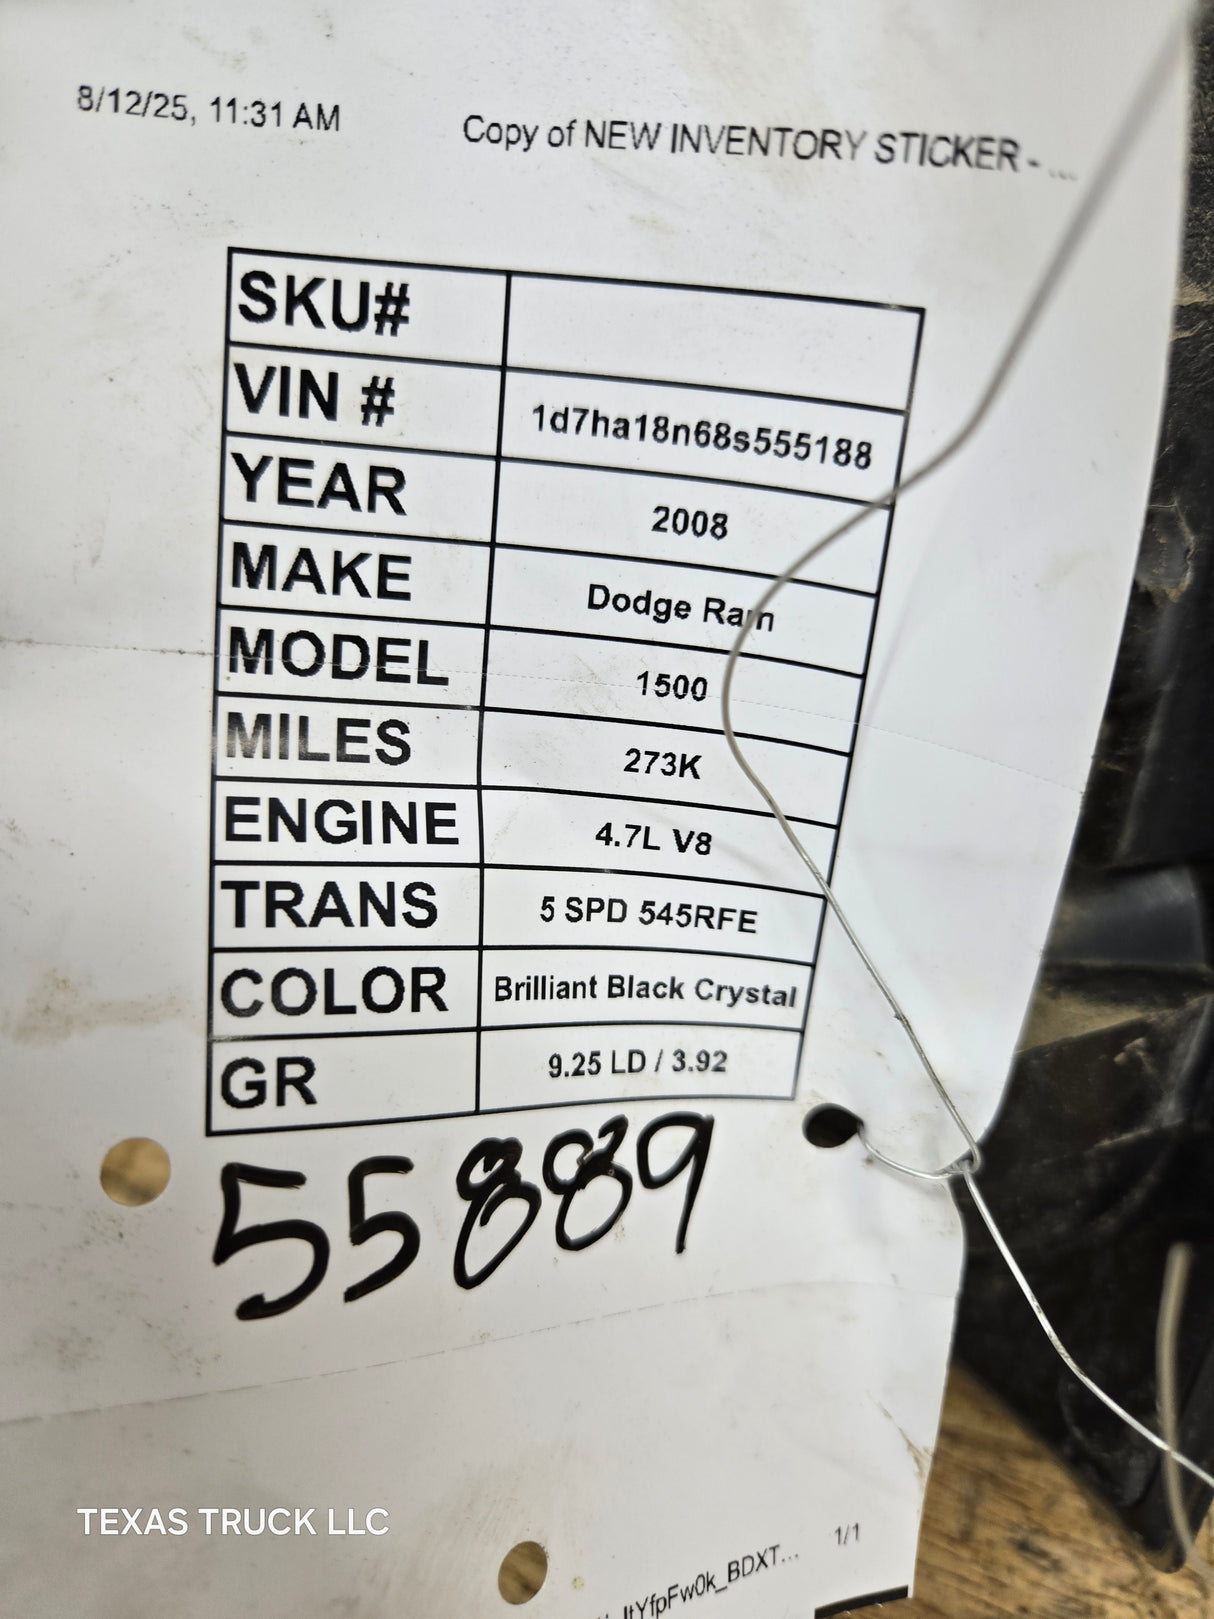 8/12/25, 11:31 AM
Copy of NEW INVENTORY STICKER - ...
SKU#
VIN # 1d7ha18n68s555188
YEAR 2008
MAKE Dodge Ram
MODEL 1500
MILES 273K
ENGINE 4.7L V8
TRANS 5 SPD 545RFE
COLOR Brilliant Black Crystal
GR 9.25 LD / 3.92
55889
TEXAS TRUCK LLC
ItYfpFw0k_BDXT... 1/1